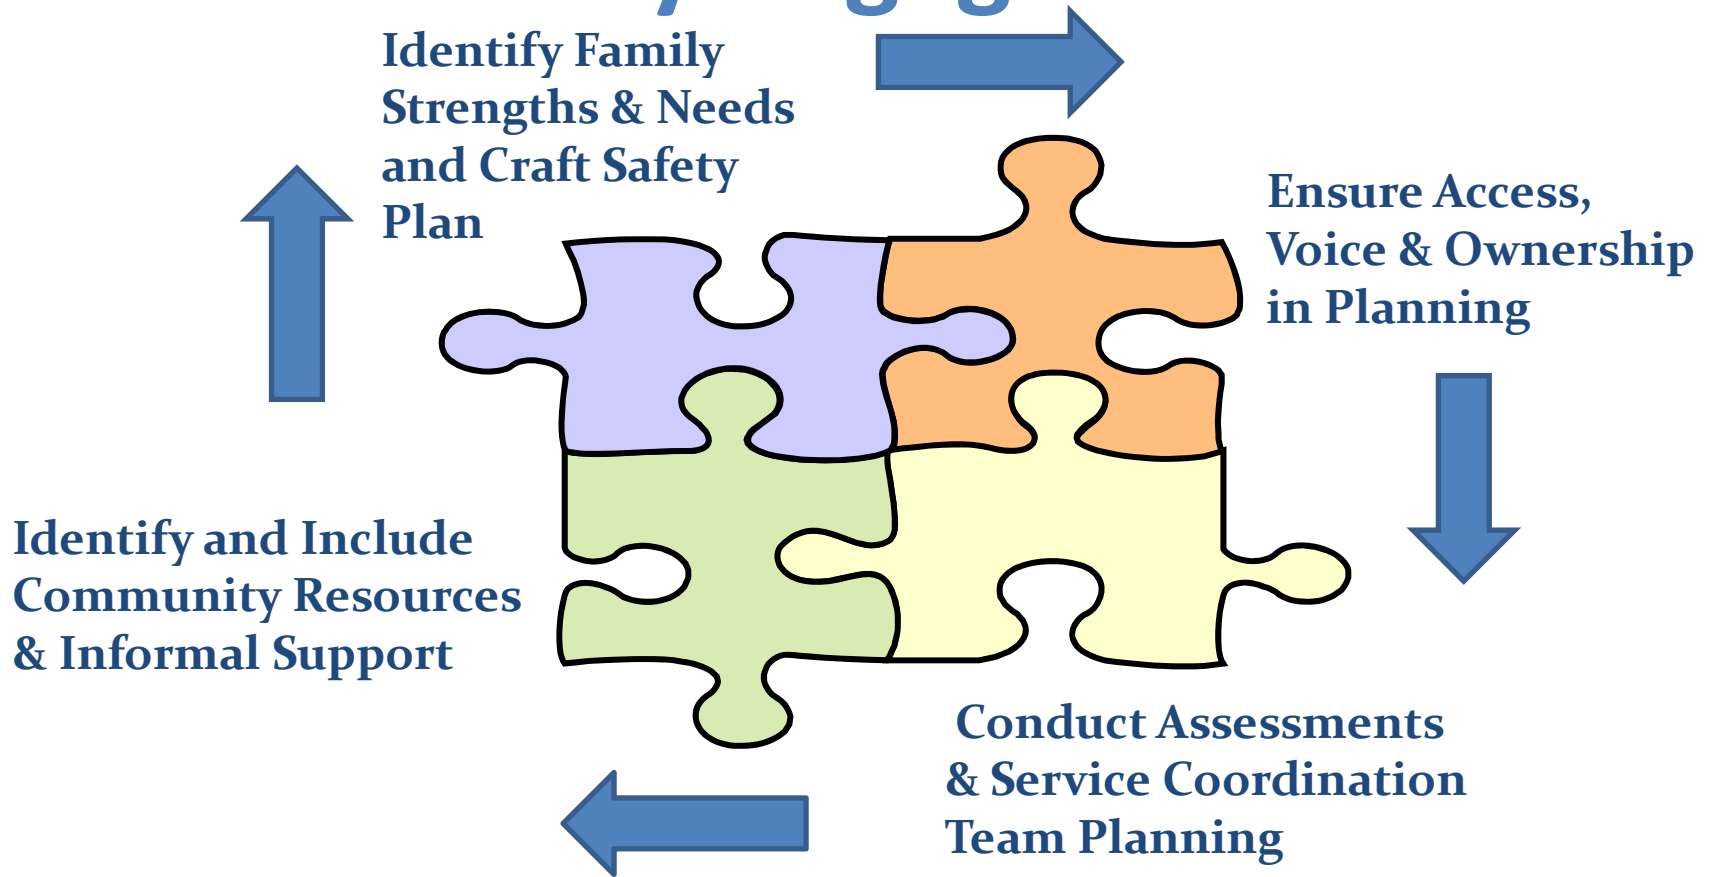 Identify Family
Strengths & Needs
and Craft Safety
Plan
Ensure Access,
Voice & Ownership
in Planning
Identify and Include
Community Resources
& Informal Support
Conduct Assessments
& Service Coordination
Team Planning